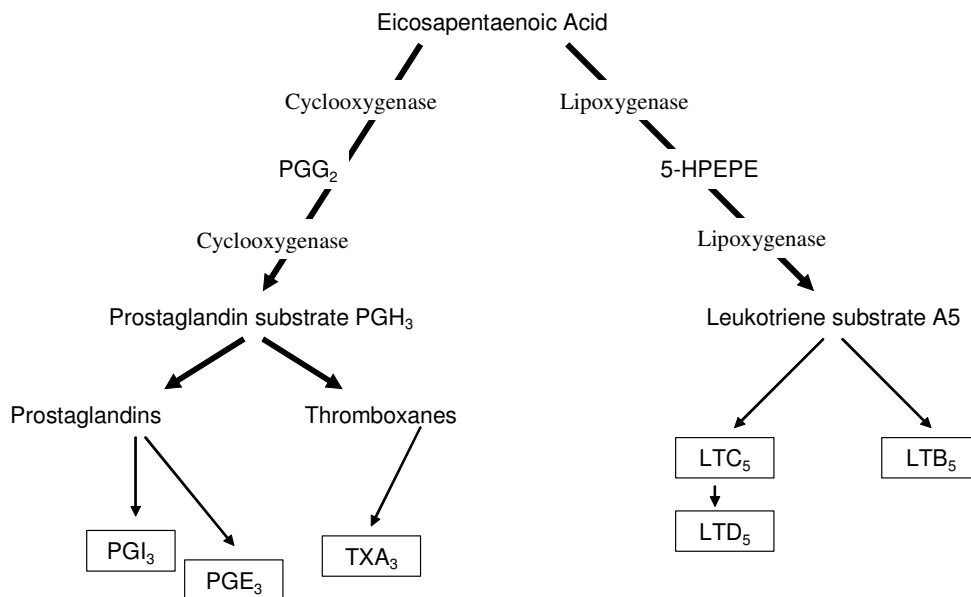 Eicosapentaenoic Acid
Cyclooxygenase
Lipoxygenase
PGG₂
5-HPEPE
Cyclooxygenase
Lipoxygenase
Prostaglandin substrate PGH₃
Leukotriene substrate A5
Prostaglandins
Thromboxanes
LTC₅
LTB₅
LTD₅
PGI₃
TXA₃
PGE₃